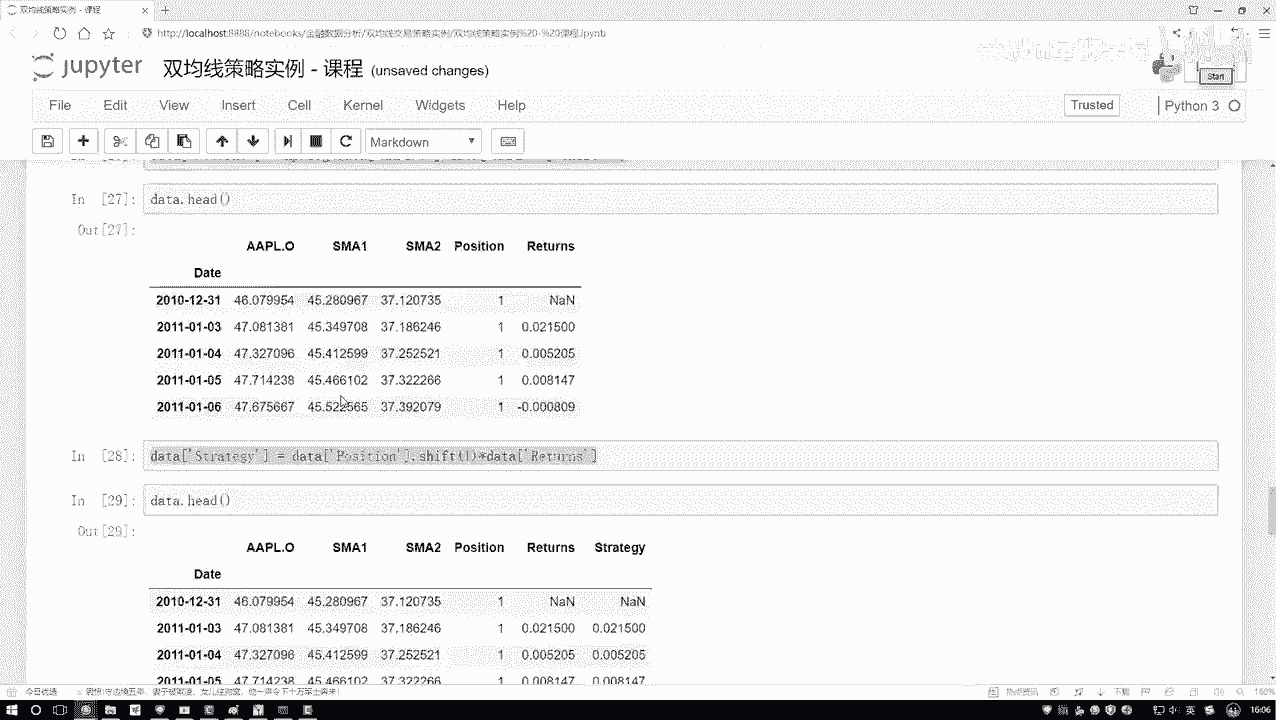 双均线策略实例 - 课程
http://localhost:8888/notebooks/金融数据分析/双均线交易策略实例/双均线策略实例%20-%20课程.ipynb
jupyter 双均线策略实例 - 课程 (unsaved changes)
Start
File Edit View Insert Cell Kernel Widgets Help
Trusted
Python 3
Markdown
In [27]: data.head()
Out[27]:
AAPL.O SMA1 SMA2 Position Returns
Date
2010-12-31 46.079954 45.280967 37.120735 1 NaN
2011-01-03 47.081381 45.349708 37.186246 1 0.021500
2011-01-04 47.327096 45.412599 37.252521 1 0.005205
2011-01-05 47.714238 45.466102 37.322266 1 0.008147
2011-01-06 47.675667 45.522565 37.392079 1 -0.000809
In [28]: data['Strategy'] = data['Position'].shift(1)*data['Returns']
In [29]: data.head()
Out[29]:
AAPL.O SMA1 SMA2 Position Returns Strategy
Date
2010-12-31 46.079954 45.280967 37.120735 1 NaN NaN
2011-01-03 47.081381 45.349708 37.186246 1 0.021500 0.021500
2011-01-04 47.327096 45.412599 37.252521 1 0.005205 0.005205
2011-01-05 47.714238 45.466102 37.322266 1 0.008147 0.008147
今日优选
下载
160%
英
16:06